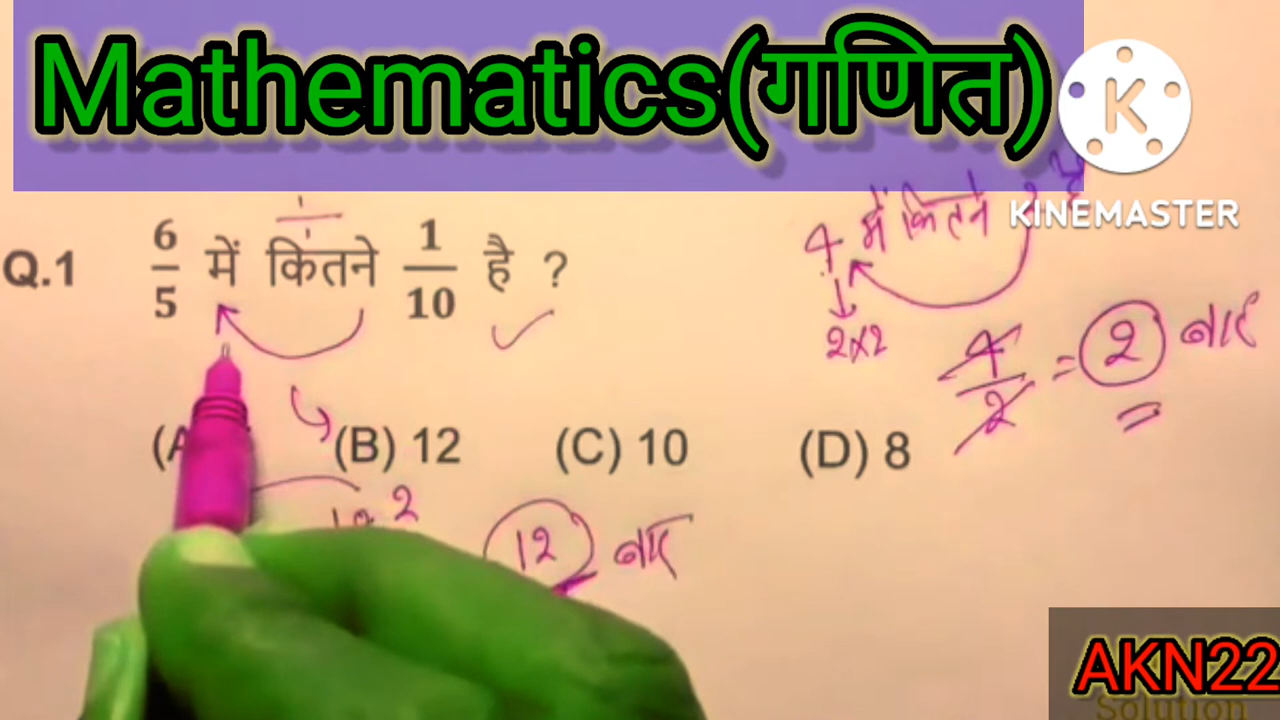 Mathematics(गणित)
KINEMASTER
Q.1 6/5 में कितने 1/10 है ?
4 में कितने
2×2
4/2 = 2 बार
(B) 12 (C) 10 (D) 8
2
12 बार
AKN22
Solution